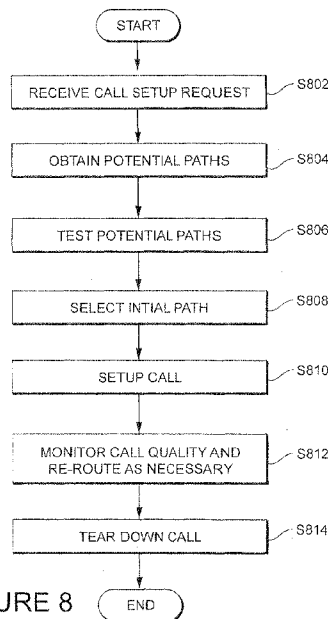 START
RECEIVE CALL SETUP REQUEST
S802
OBTAIN POTENTIAL PATHS
S804
TEST POTENTIAL PATHS
S806
SELECT INTIAL PATH
S808
SETUP CALL
S810
MONITOR CALL QUALITY AND
RE-ROUTE AS NECESSARY
S812
TEAR DOWN CALL
S814
URE 8
END